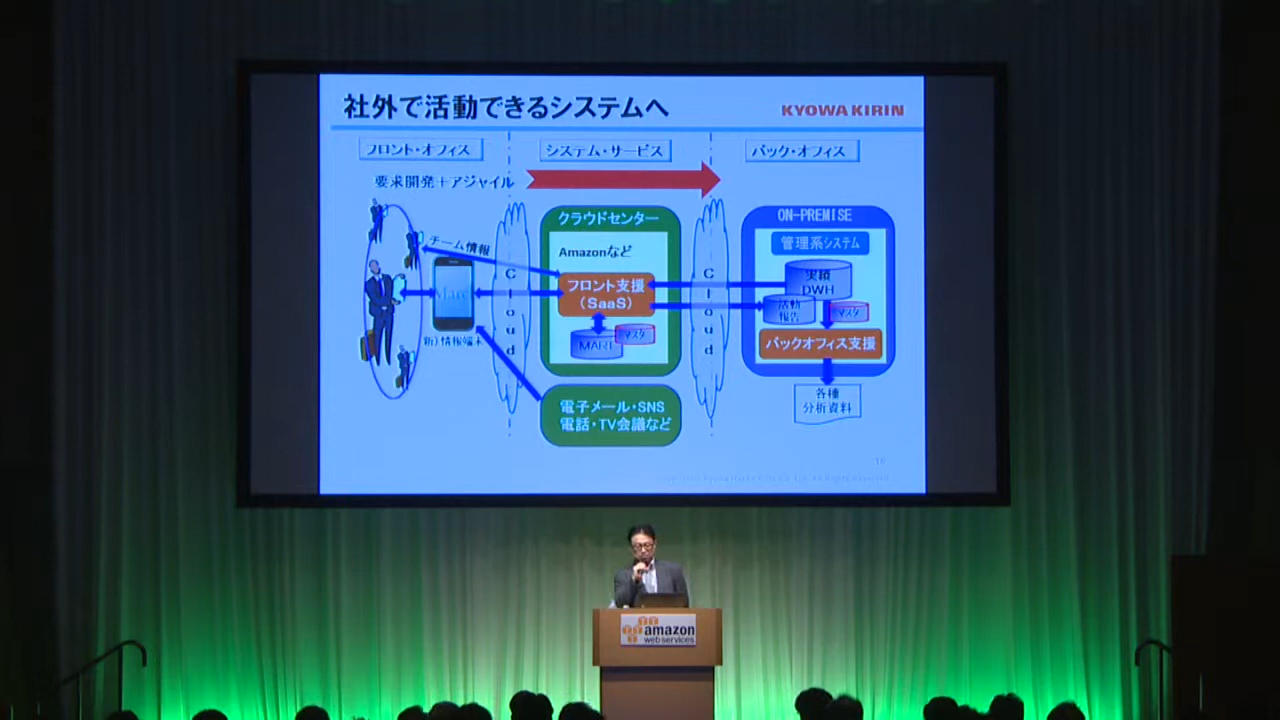 社外で活動できるシステムへ
KYOWA KIRIN
フロント・オフィス
システム・サービス
バック・オフィス
要求開発＋アジャイル
チーム情報
新）情報端末
Cloud
クラウドセンター
Amazonなど
フロント支援
（SaaS）
MART
マスタ
電子メール・SNS
電話・TV会議など
Cloud
ON-PREMISE
管理系システム
実績
DWH
活動
報告
マスタ
バックオフィス支援
各種
分析資料
16
amazon
web services